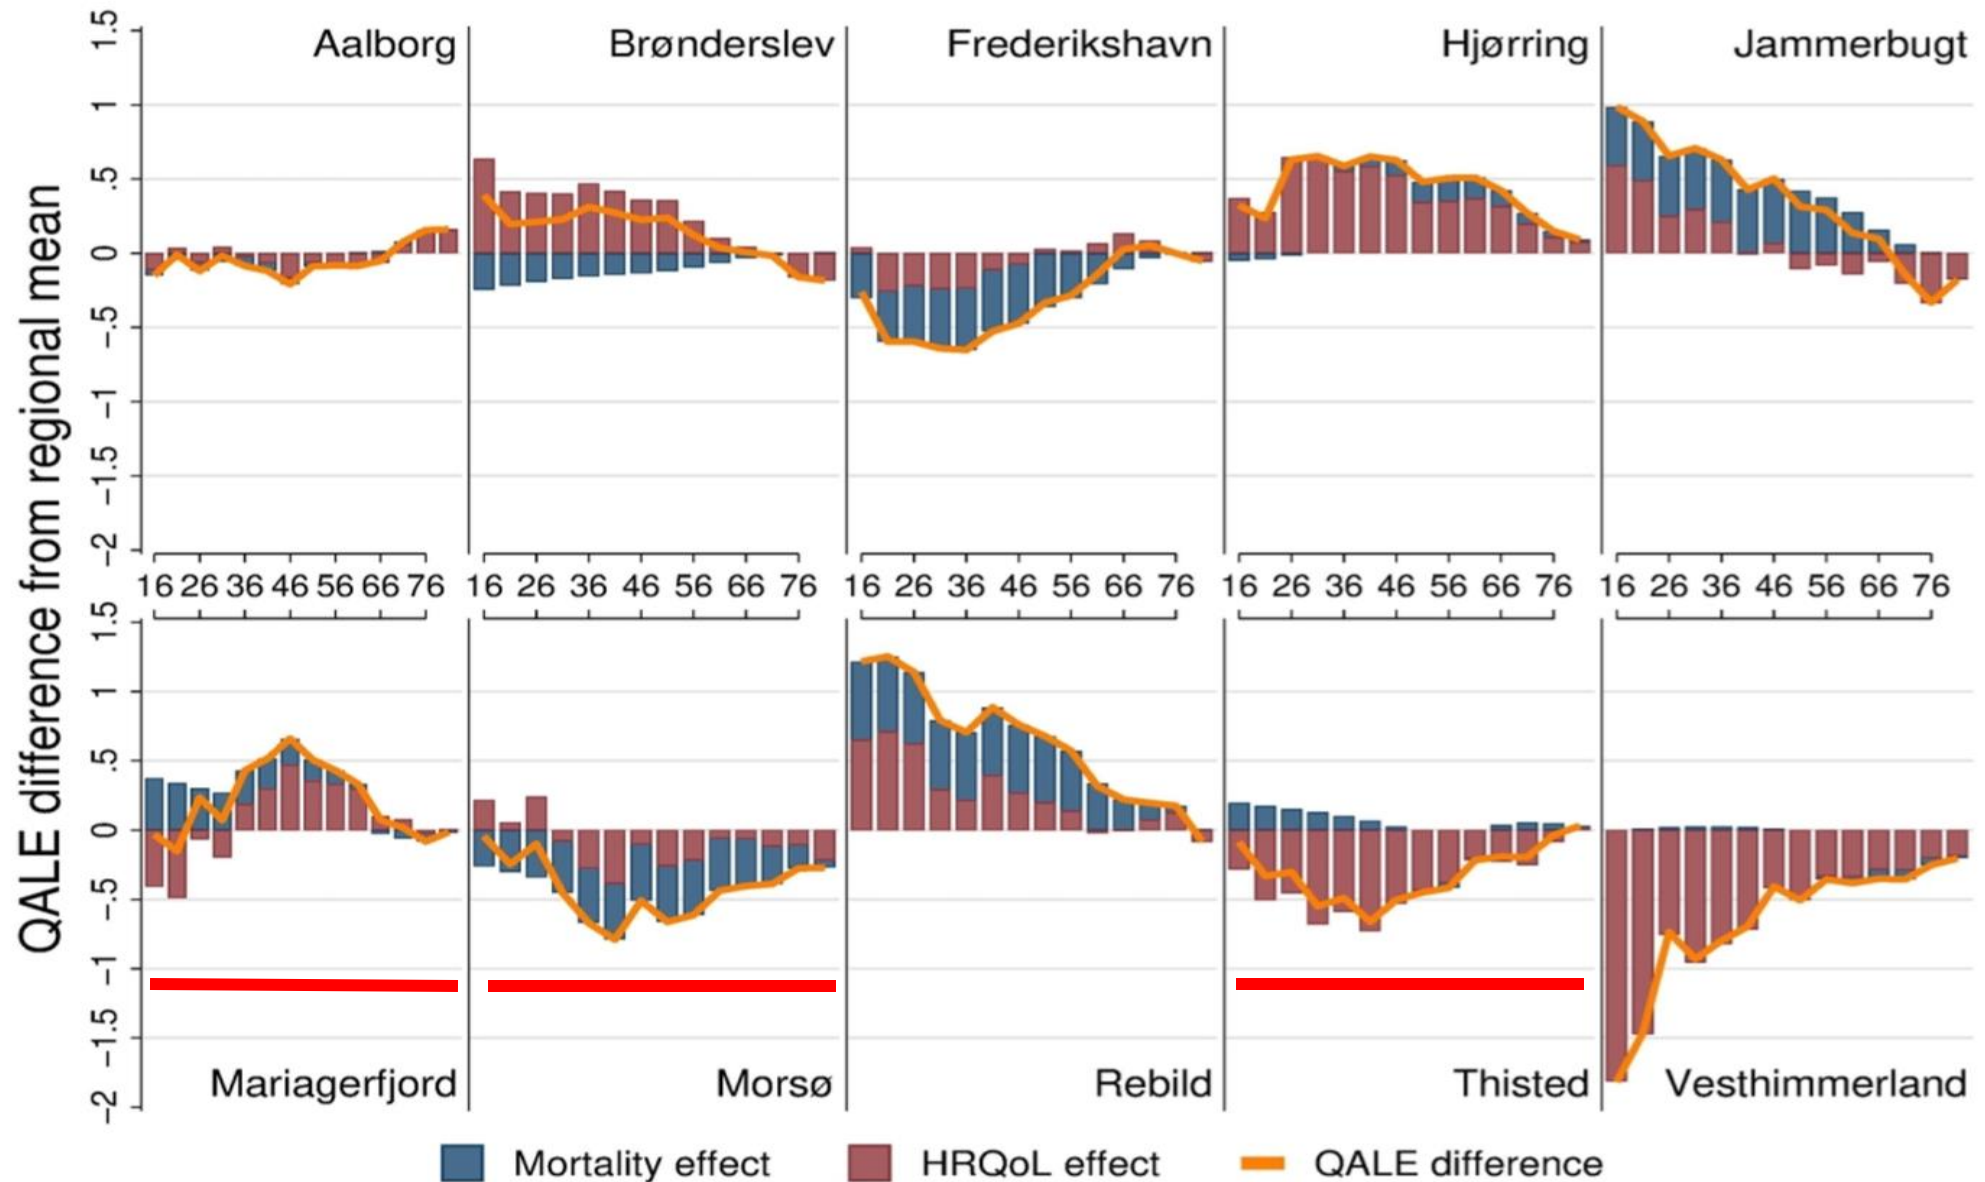 QALE difference from regional mean
1.5 1 .5 0 -.5 -1 -1.5 -2
Aalborg
Brønderslev
Frederikshavn
Hjørring
Jammerbugt
16 26 36 46 56 66 76
16 26 36 46 56 66 76
16 26 36 46 56 66 76
16 26 36 46 56 66 76
16 26 36 46 56 66 76
1.5 1 .5 0 -.5 -1 -1.5 -2
Mariagerfjord
Morsø
Rebild
Thisted
Vesthimmerland
Mortality effect
HRQoL effect
QALE difference